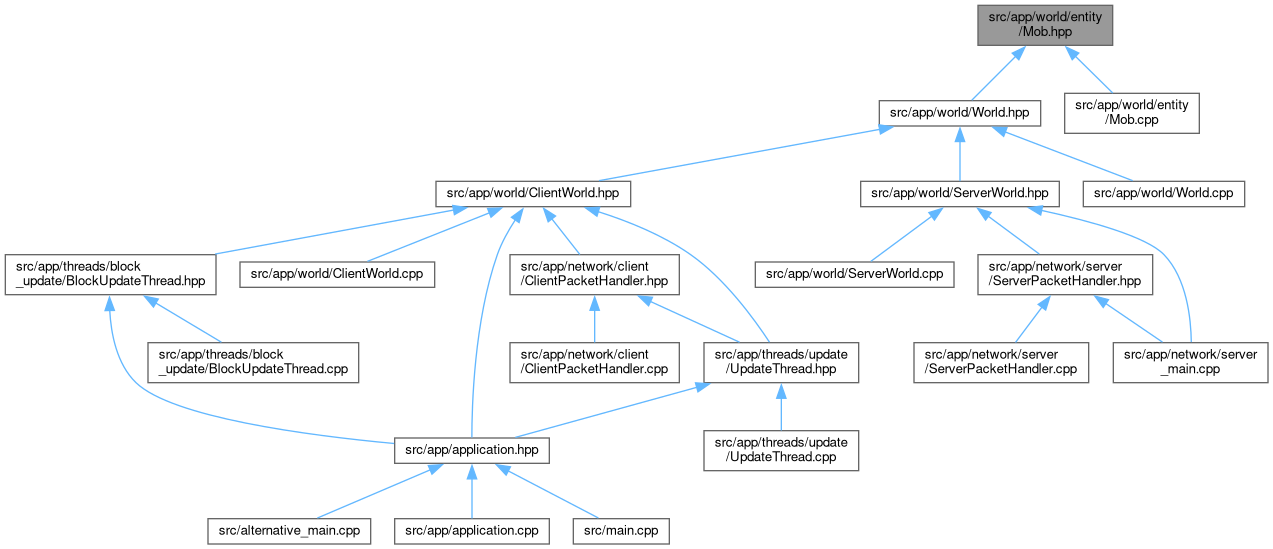 src/app/world/entity
/Mob.hpp
src/app/world/World.hpp
src/app/world/entity
/Mob.cpp
src/app/world/ClientWorld.hpp
src/app/world/ServerWorld.hpp
src/app/world/World.cpp
src/app/threads/block
_update/BlockUpdateThread.hpp
src/app/world/ClientWorld.cpp
src/app/network/client
/ClientPacketHandler.hpp
src/app/world/ServerWorld.cpp
src/app/network/server
/ServerPacketHandler.hpp
src/app/threads/block
_update/BlockUpdateThread.cpp
src/app/network/client
/ClientPacketHandler.cpp
src/app/threads/update
/UpdateThread.hpp
src/app/network/server
/ServerPacketHandler.cpp
src/app/network/server
_main.cpp
src/app/application.hpp
src/app/threads/update
/UpdateThread.cpp
src/alternative_main.cpp
src/app/application.cpp
src/main.cpp